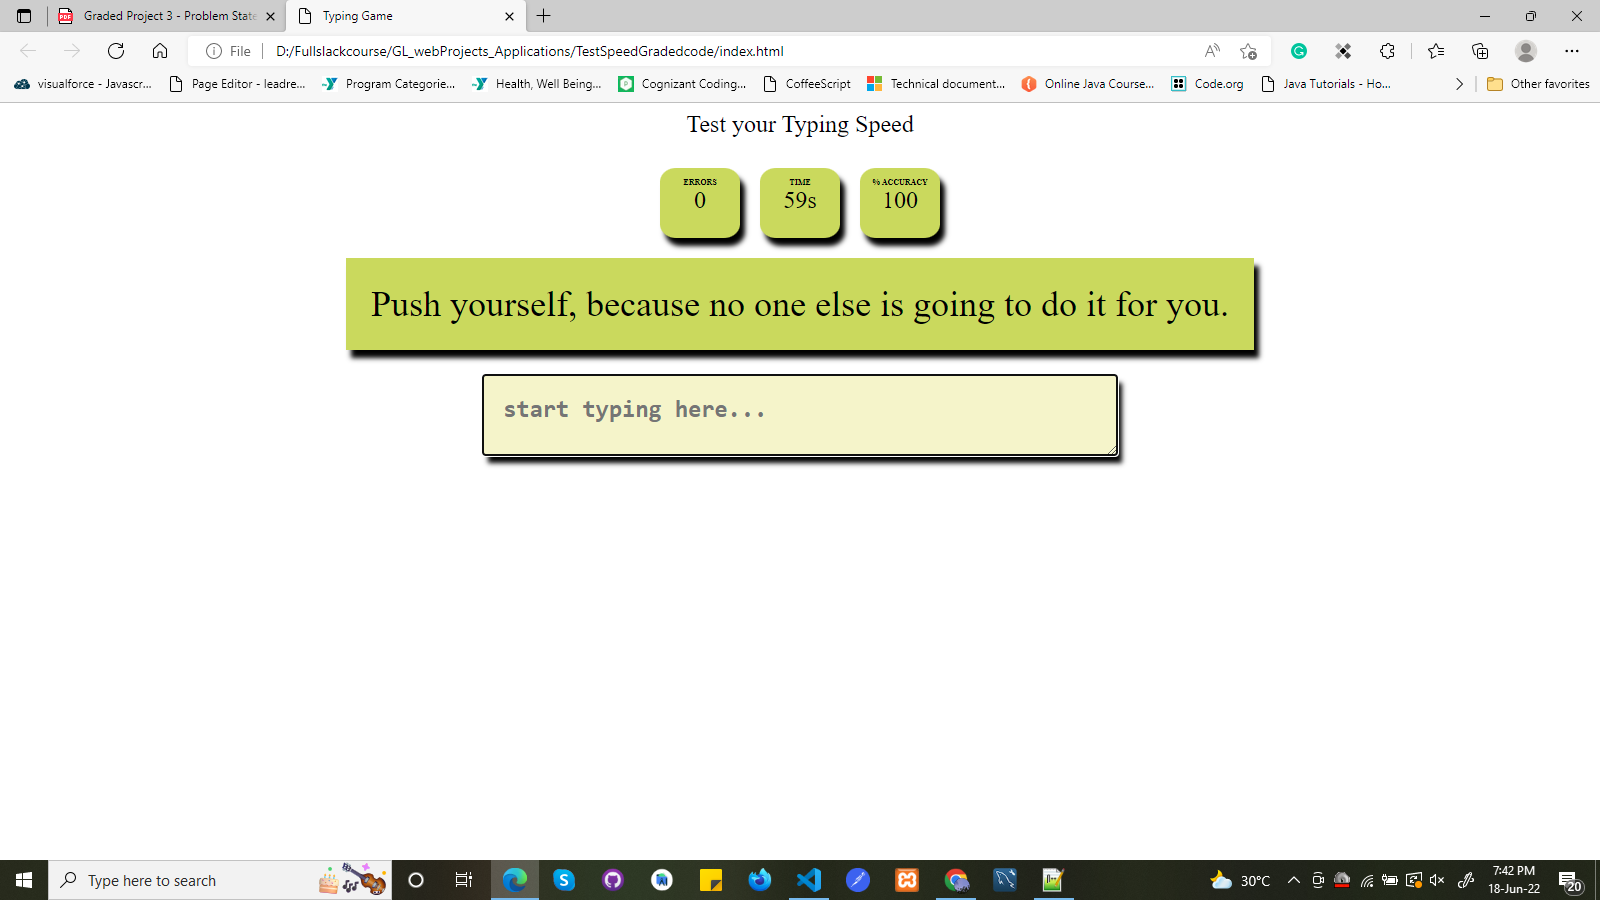 Graded Project 3 - Problem State
Typing Game
File
D:/Fullslackcourse/GL_webProjects_Applications/TestSpeedGradedcode/index.html
visualforce - Javascr...
Page Editor - leadre...
Program Categorie...
Health, Well Being...
Cognizant Coding...
CoffeeScript
Technical document...
Online Java Course...
Code.org
Java Tutorials - Ho...
Other favorites
Test your Typing Speed
ERRORS
0
TIME
59s
% ACCURACY
100
Push yourself, because no one else is going to do it for you.
start typing here...
Type here to search
30°C
7:42 PM
18-Jun-22
20